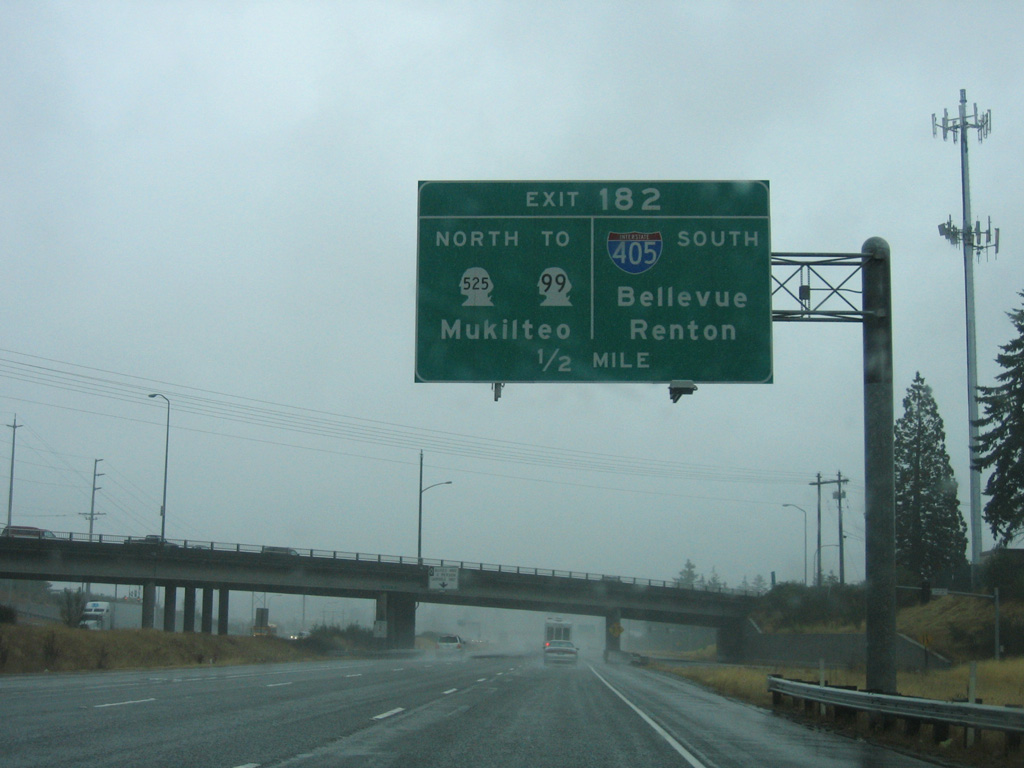 EXIT 182
NORTH TO
525 99
Mukilteo
INTERSTATE
405 SOUTH
Bellevue
Renton
1/2 MILE